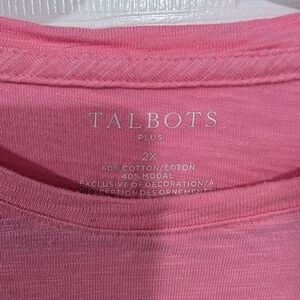 TALBOTS
PLUS
2X
60% COTTON/COTON
40% MODAL
EXCLUSIVE OF DECORATION/A
EXCEPTION DES ORNEMENTS